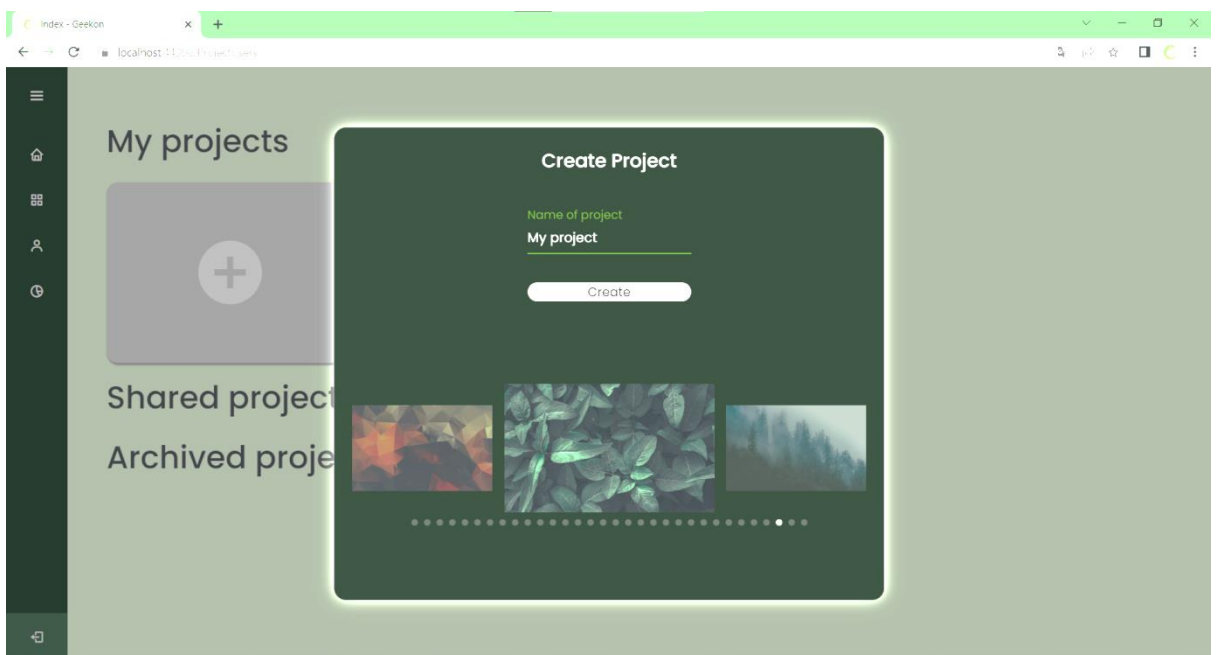 Index - Geekon
localhost
My projects
Create Project
Name of project
My project
Create
Shared project
Archived proje